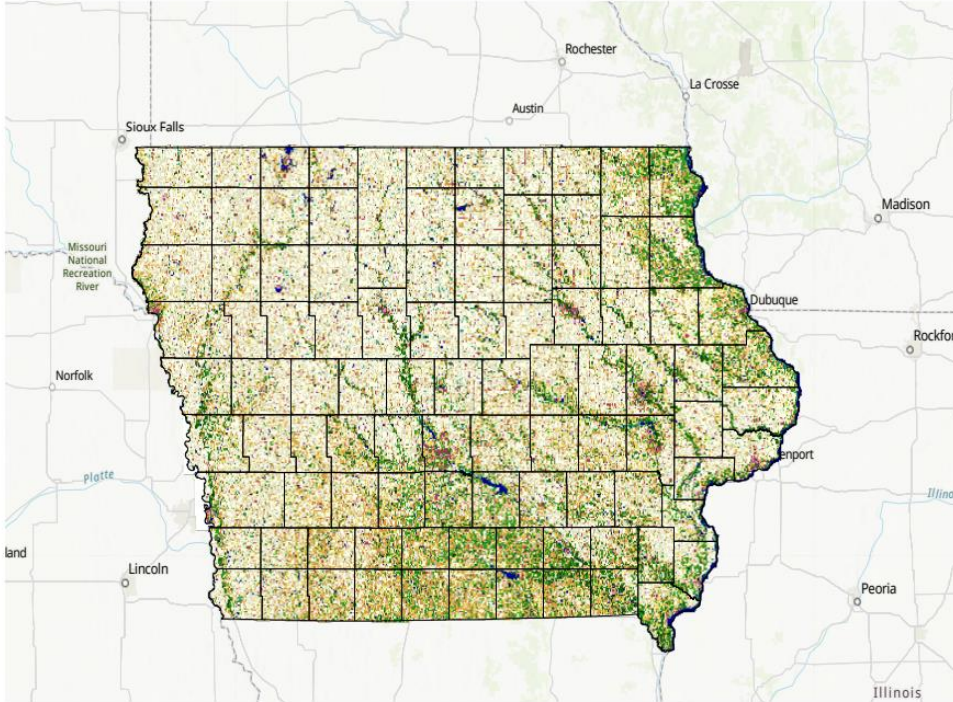 Rochester
La Crosse
Austin
Sioux Falls
Madison
Missouri
National
Recreation
River
Dubuque
Rockfor
Norfolk
enport
Platte
Illino
land
Lincoln
Peoria
Illinois